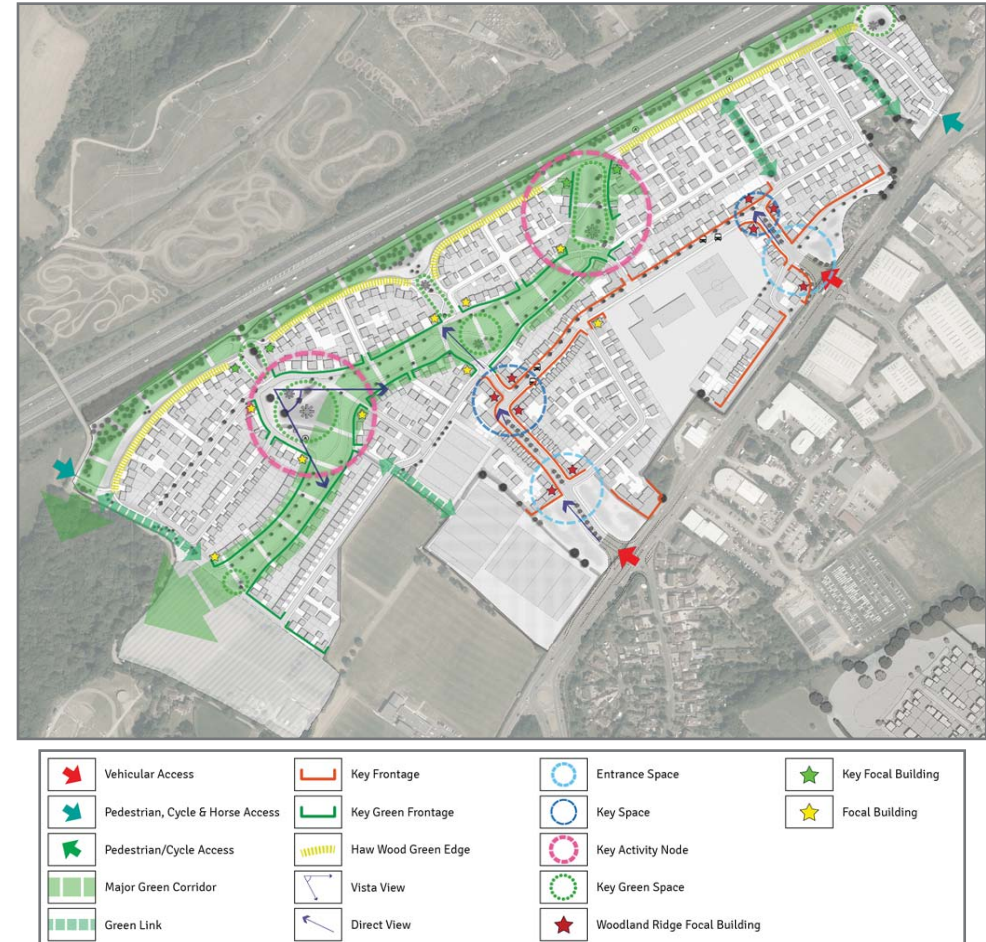 Vehicular Access
Pedestrian, Cycle & Horse Access
Pedestrian/Cycle Access
Major Green Corridor
Green Link
Key Frontage
Key Green Frontage
Haw Wood Green Edge
Vista View
Direct View
Entrance Space
Key Space
Key Activity Node
Key Green Space
Woodland Ridge Focal Building
Key Focal Building
Focal Building